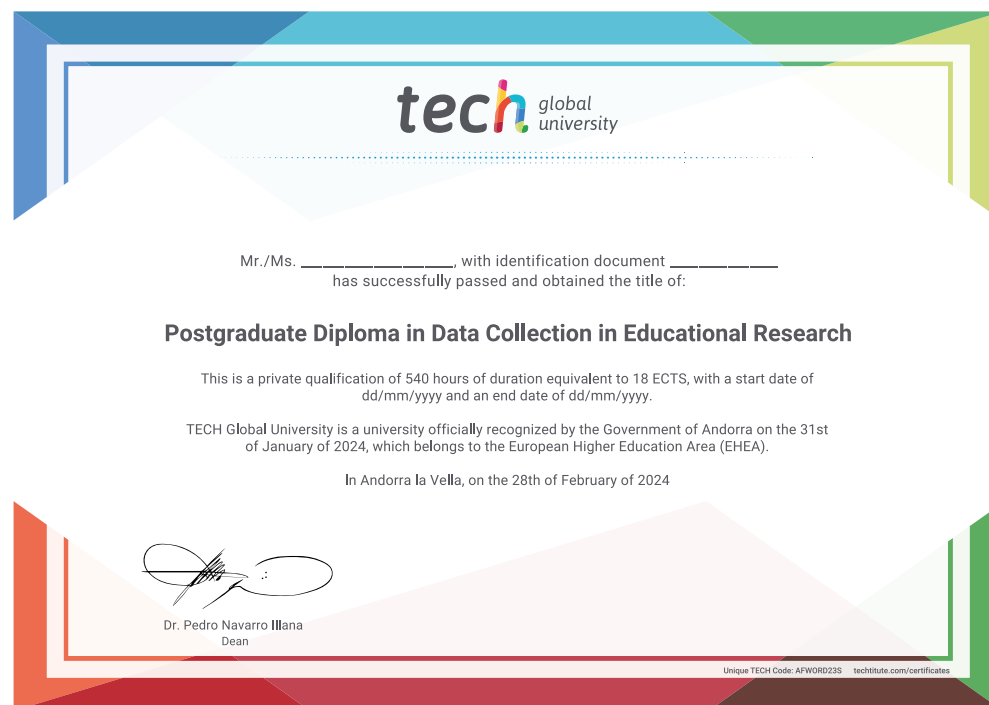 tech global
university
Mr./Ms. __________________, with identification document _____________
has successfully passed and obtained the title of:
Postgraduate Diploma in Data Collection in Educational Research
This is a private qualification of 540 hours of duration equivalent to 18 ECTS, with a start date of
dd/mm/yyyy and an end date of dd/mm/yyyy.
TECH Global University is a university officially recognized by the Government of Andorra on the 31st
of January of 2024, which belongs to the European Higher Education Area (EHEA).
In Andorra la Vella, on the 28th of February of 2024
Dr. Pedro Navarro Illana
Dean
Unique TECH Code: AFWORD23S techtitute.com/certificates